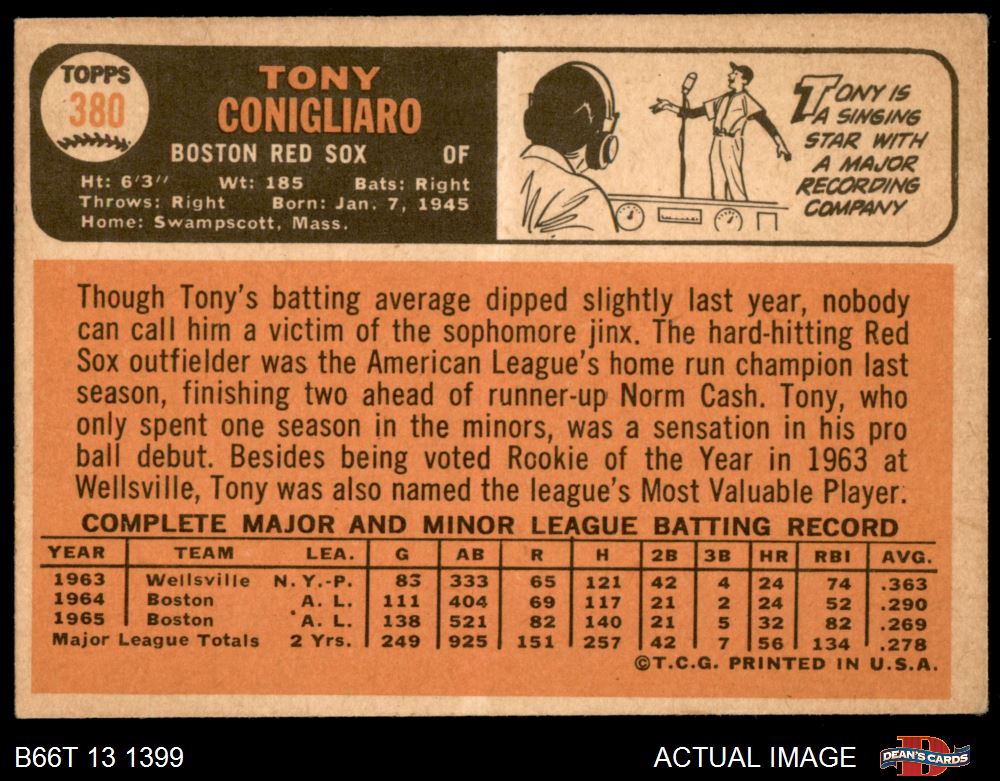 TOPPS
380
TONY
CONIGLIARO
BOSTON RED SOX OF
Ht: 6'3" Wt: 185 Bats: Right
Throws: Right Born: Jan. 7, 1945
Home: Swampscott, Mass.
TONY IS
A SINGING
STAR WITH
A MAJOR
RECORDING
COMPANY
Though Tony's batting average dipped slightly last year, nobody
can call him a victim of the sophomore jinx. The hard-hitting Red
Sox outfielder was the American League's home run champion last
season, finishing two ahead of runner-up Norm Cash. Tony, who
only spent one season in the minors, was a sensation in his pro
ball debut. Besides being voted Rookie of the Year in 1963 at
Wellsville, Tony was also named the league's Most Valuable Player.
COMPLETE MAJOR AND MINOR LEAGUE BATTING RECORD
YEAR TEAM LEA. G AB R H 2B 3B HR RBI AVG.
1963 Wellsville N.Y.-P. 83 333 65 121 42 4 24 74 .363
1964 Boston A. L. 111 404 69 117 21 2 24 52 .290
1965 Boston A. L. 138 521 82 140 21 5 32 82 .269
Major League Totals 2 Yrs. 249 925 151 257 42 7 56 134 .278
©T.C.G. PRINTED IN U.S.A.
B66T 13 1399 ACTUAL IMAGE DEAN'S CARDS